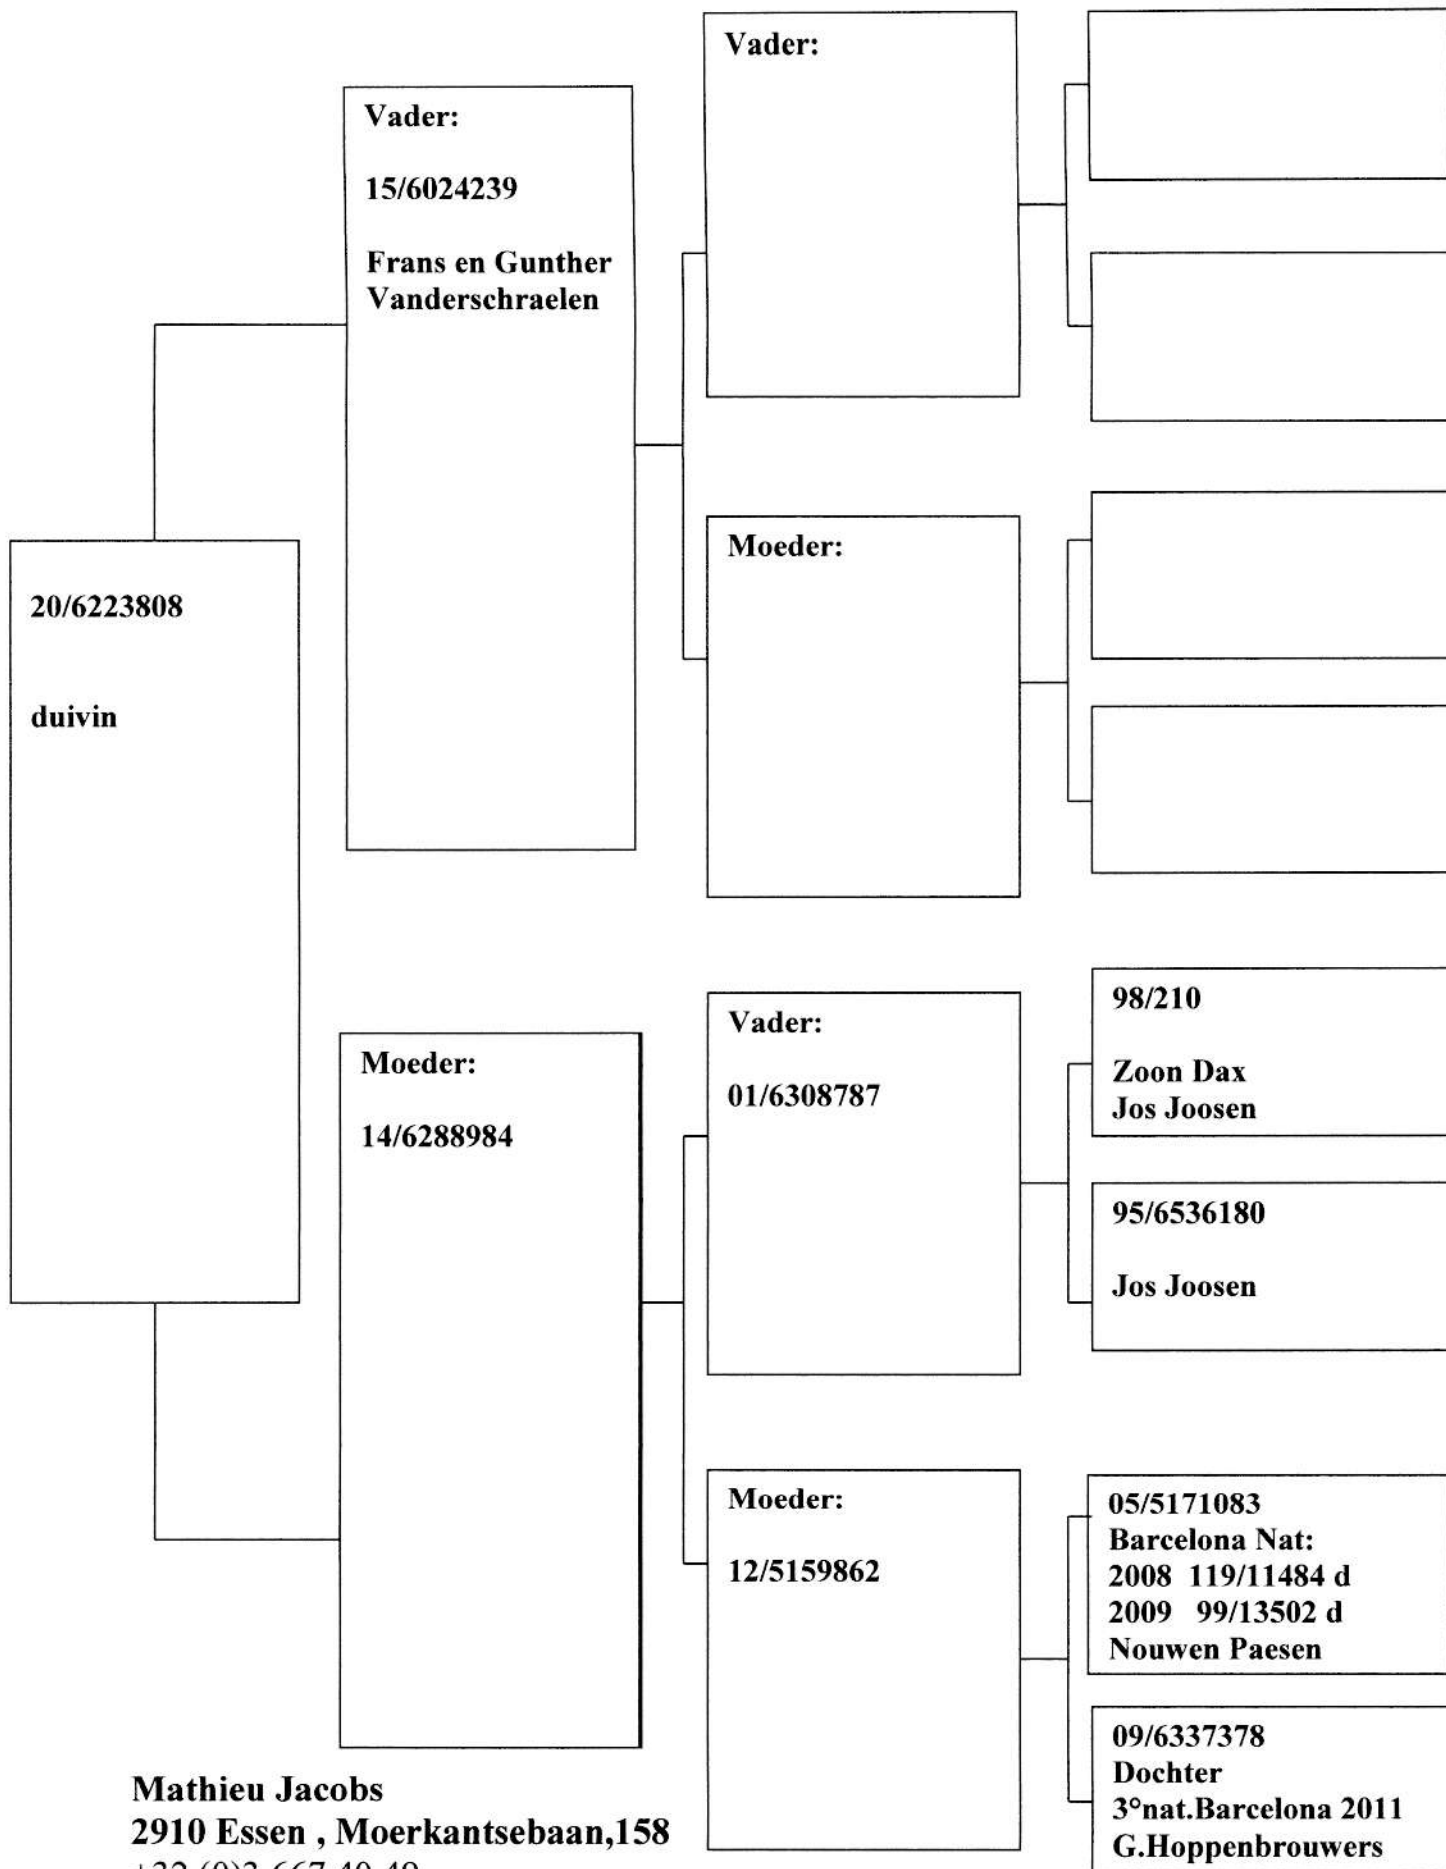 20/6223808
duivin
Vader:
15/6024239
Frans en Gunther
Vanderschraelen
Vader:
Moeder:
Moeder:
14/6288984
Vader:
01/6308787
98/210
Zoon Dax
Jos Joosen
95/6536180
Jos Joosen
Moeder:
12/5159862
05/5171083
Barcelona Nat:
2008 119/11484 d
2009 99/13502 d
Nouwen Paesen
09/6337378
Dochter
3°nat.Barcelona 2011
G.Hoppenbrouwers
Mathieu Jacobs
2910 Essen , Moerkantsebaan,158